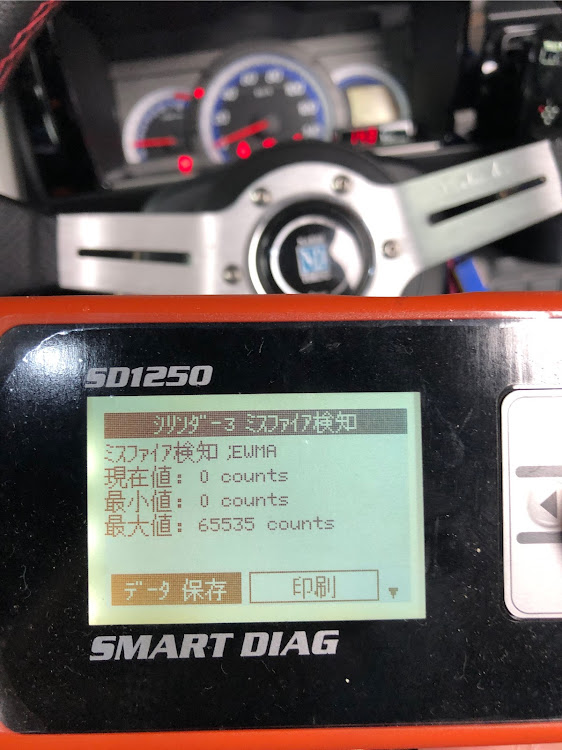 SD1250
シリンダー3 ミスファイア検知
ミスファイア検知 ;EWMA
現在値: 0 counts
最小値: 0 counts
最大値: 65535 counts
データ 保存 印刷 ▼
SMART DIAG